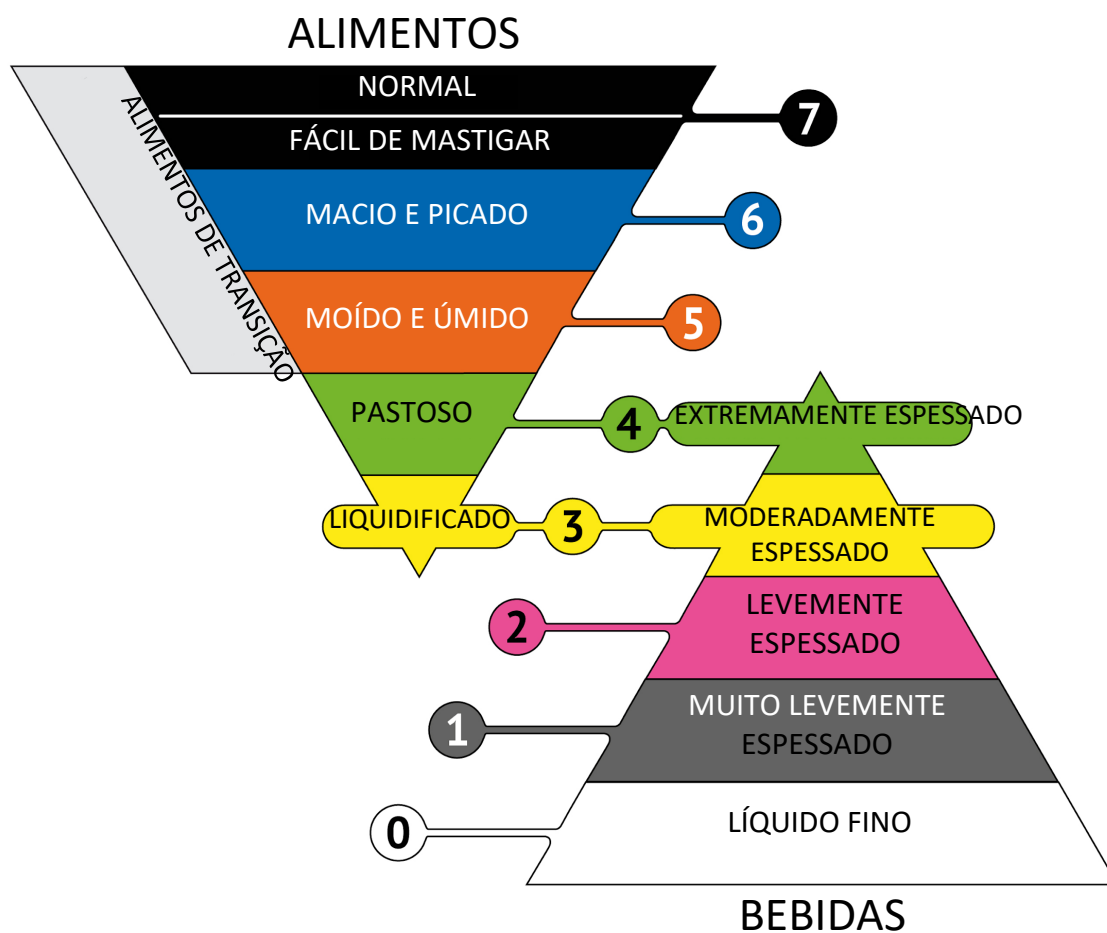 ALIMENTOS
NORMAL
7
FÁCIL DE MASTIGAR
ALIMENTOS DE TRANSIÇÃO
MACIO E PICADO
6
MOÍDO E ÚMIDO
5
PASTOSO
4
EXTREMAMENTE ESPESSADO
LIQUIDIFICADO
3
MODERADAMENTE
ESPESSADO
2
LEVEMENTE
ESPESSADO
1
MUITO LEVEMENTE
ESPESSADO
0
LÍQUIDO FINO
BEBIDAS